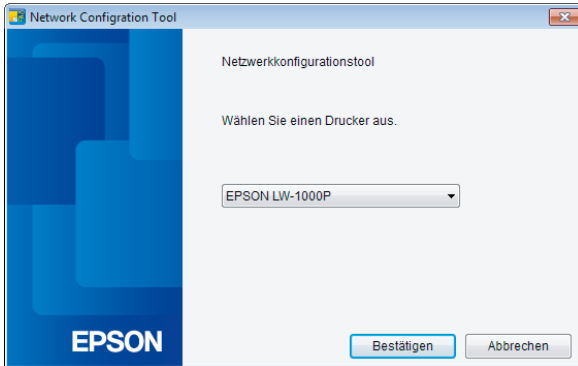 Network Configration Tool
Netzwerkkonfigurationstool
Wählen Sie einen Drucker aus.
EPSON LW-1000P
EPSON
Bestätigen
Abbrechen